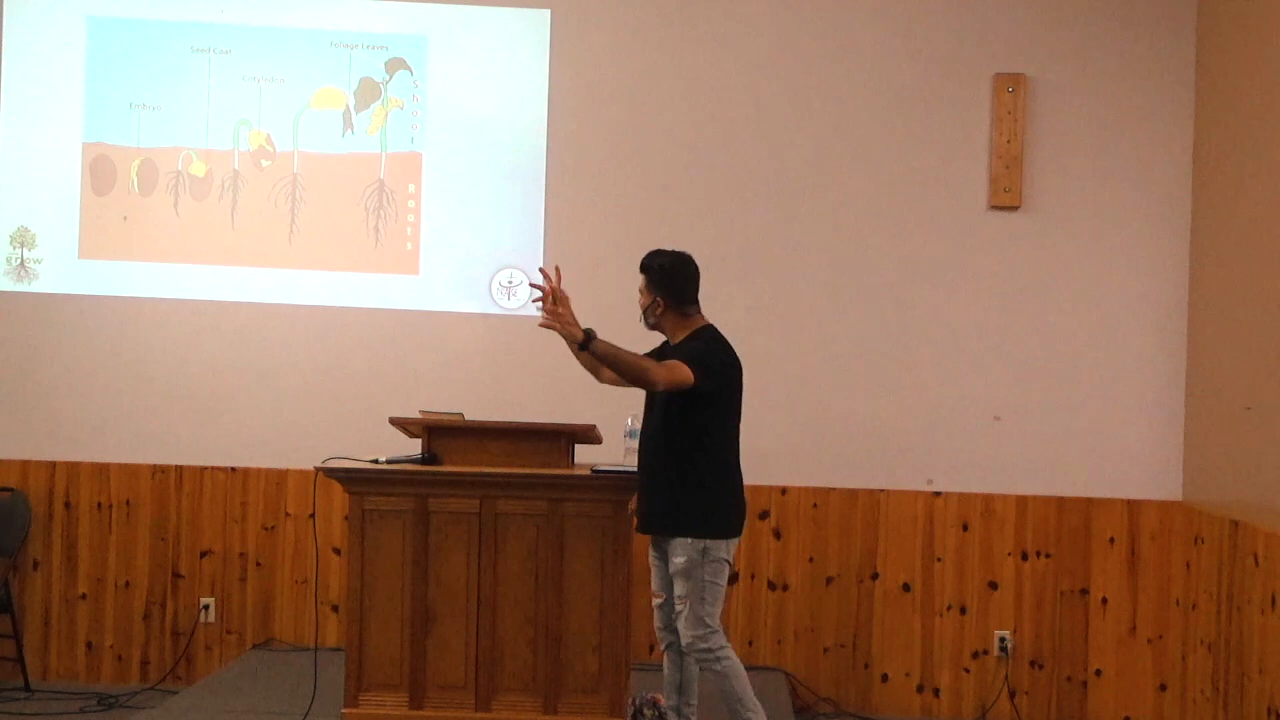 Foliage Leaves
Seed Coat
Cotyledon
Embryo
Shoot
Roots
grow